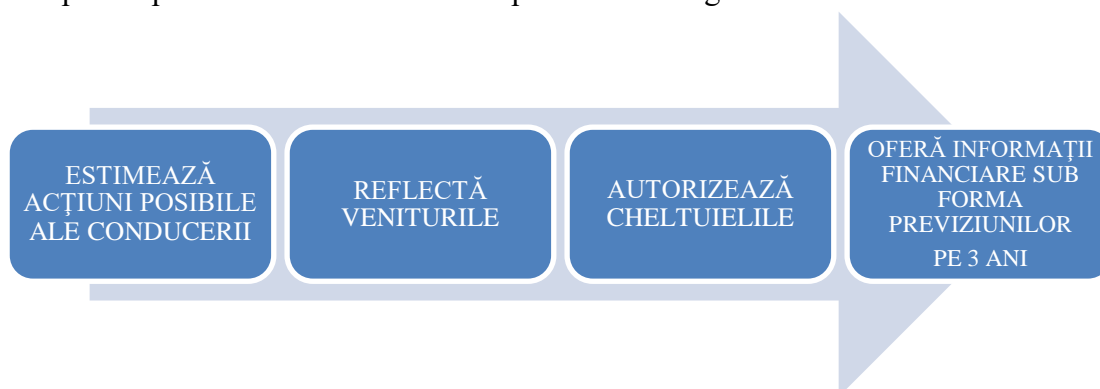 ESTIMEAZĂ
ACŢIUNI POSIBILE
ALE CONDUCERII
REFLECTĂ
VENITURILE
AUTORIZEAZĂ
CHELTUIELILE
OFERĂ INFORMAŢII
FINANCIARE SUB
FORMA
PREVIZIUNILOR
PE 3 ANI